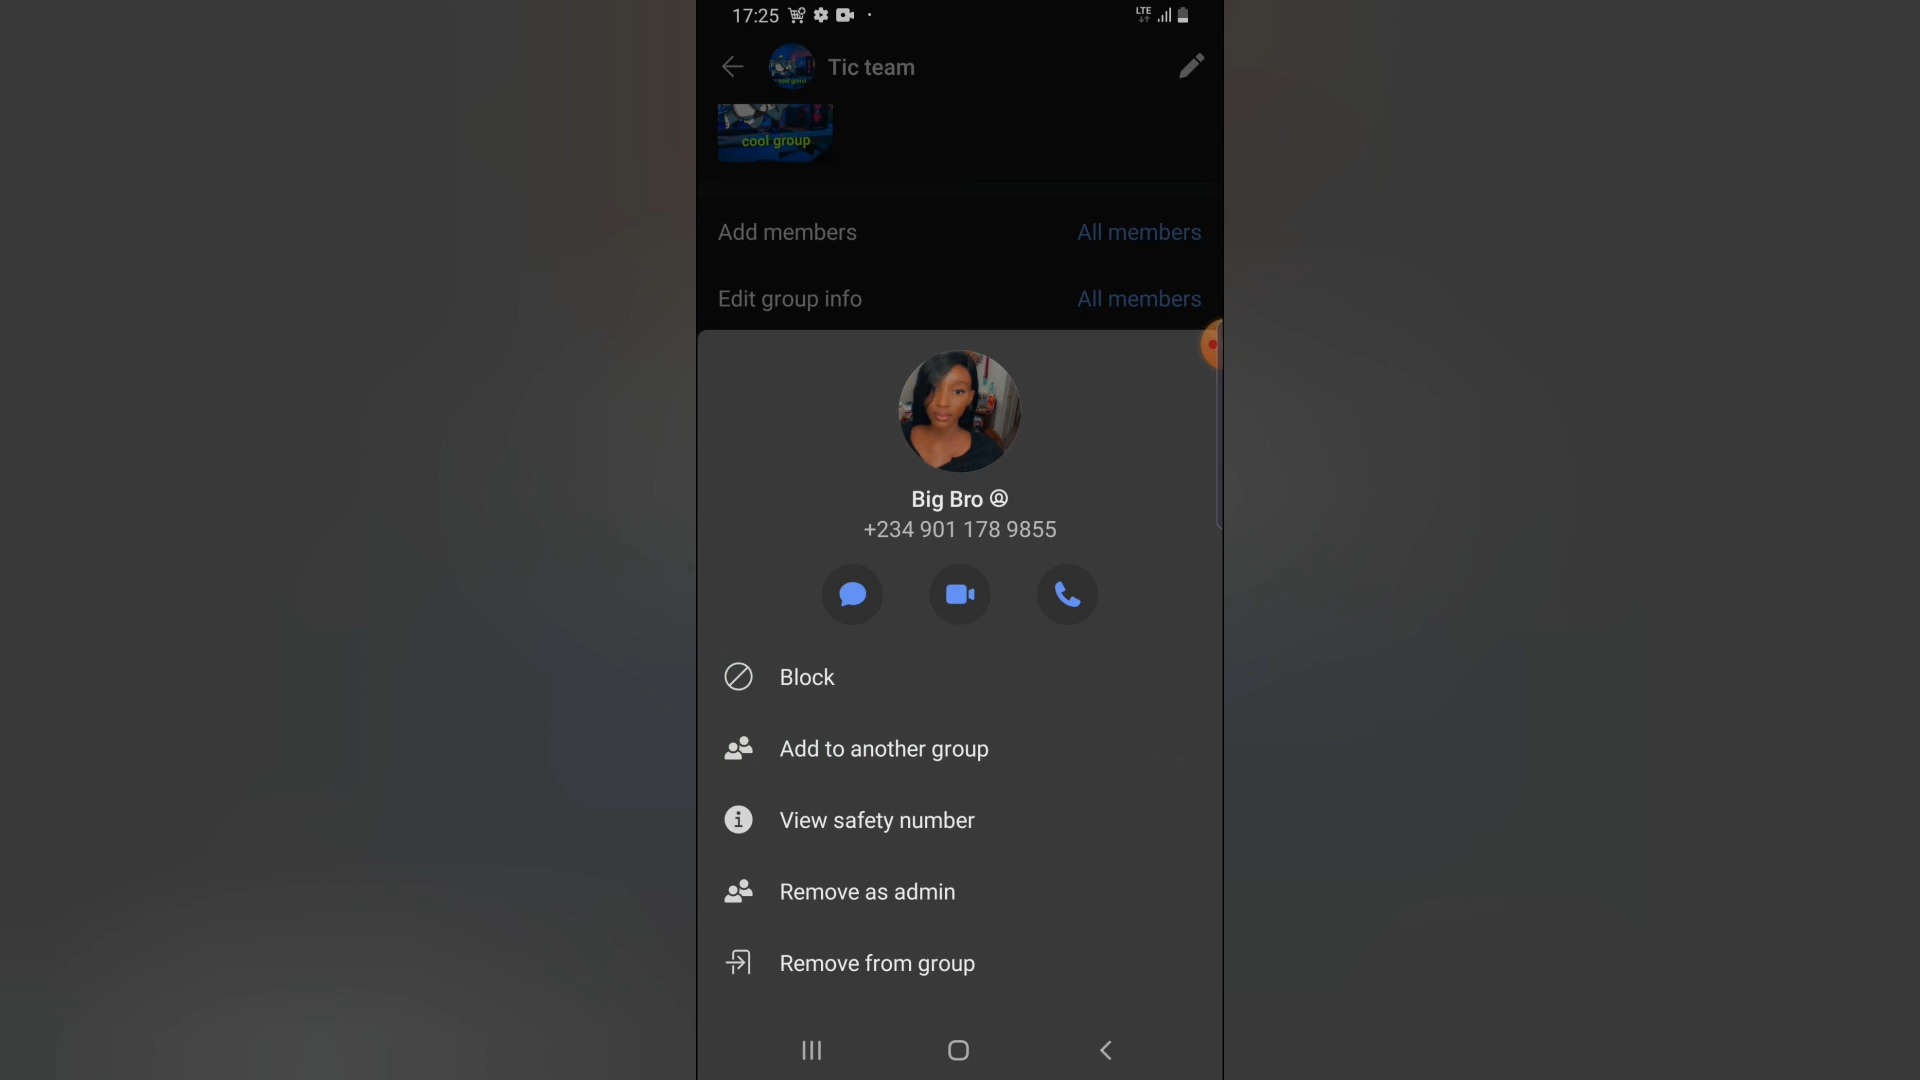 17:25
LTE
Tic team
cool group
Add members
All members
Edit group info
All members
Big Bro
+234 901 178 9855
Block
Add to another group
View safety number
Remove as admin
Remove from group